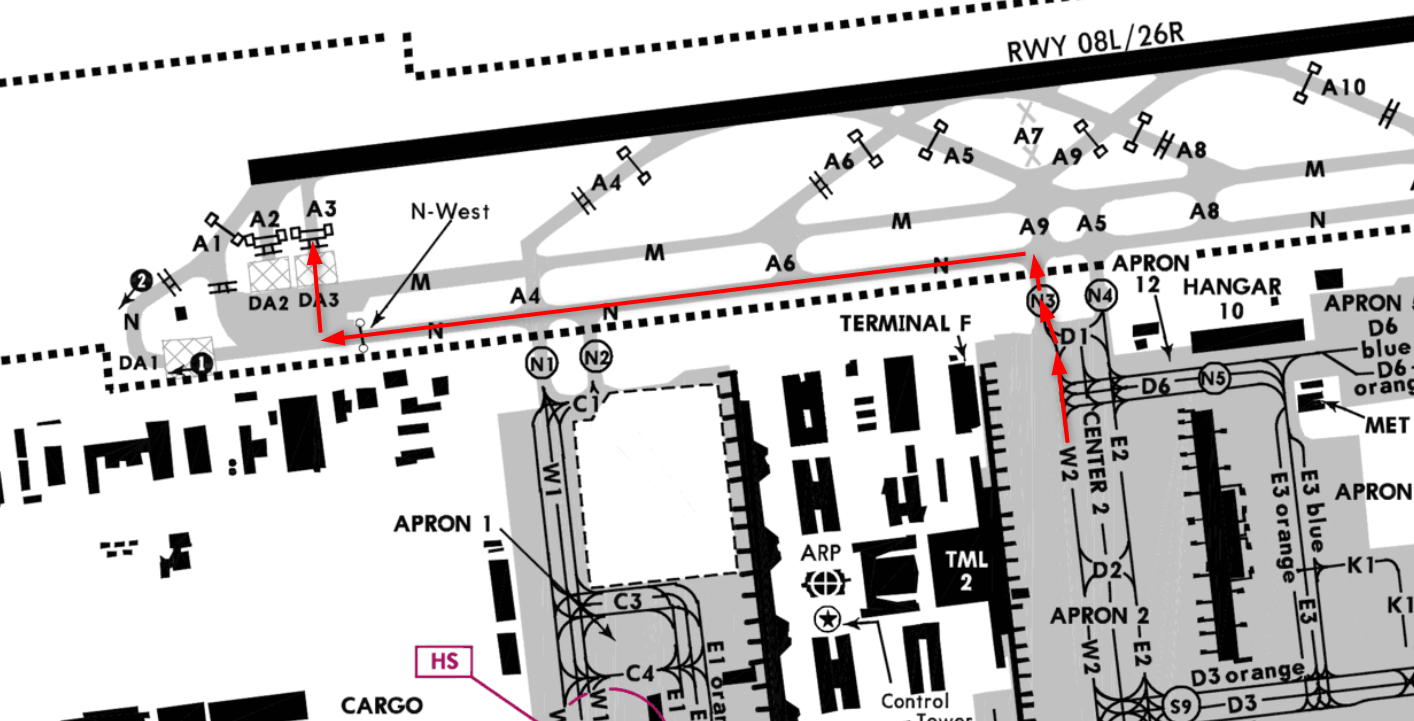 RWY 08L/26R
A10
A7
A6
A5
A9
A8
A4
M
A3
A2
N-West
A1
M
A9
A5
A8
N
M
A6
N
APRON
12
HANGAR
10
2
M
DA2
DA3
A4
N
N3
N4
APRON
D6
blue
D6
orang
N
N
TERMINAL F
D1
DA1
1
N1
N2
D6
N5
MET
C1
W1
W2
CENTER 2
E2
E3 orange
E3 blue
APRON
APRON 1
ARP
TML
2
D2
K1
K1
C3
APRON 2
E3
HS
C4
W1
E1
E1 oran
W2
E2
D3 orange
D3
S9
CARGO
Control
Tower